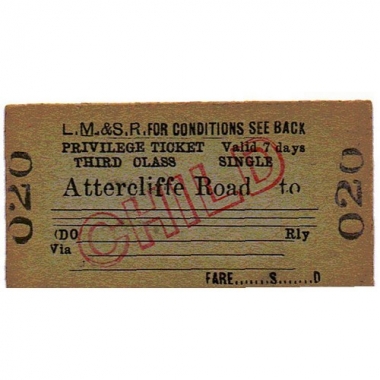 L.M.&S.R. FOR CONDITIONS SEE BACK
PRIVILEGE TICKET Valid 7 days
THIRD CLASS SINGLE
Attercliffe Road to
CHILD
(DO Rly
Via
FARE.......S.......D
020
020